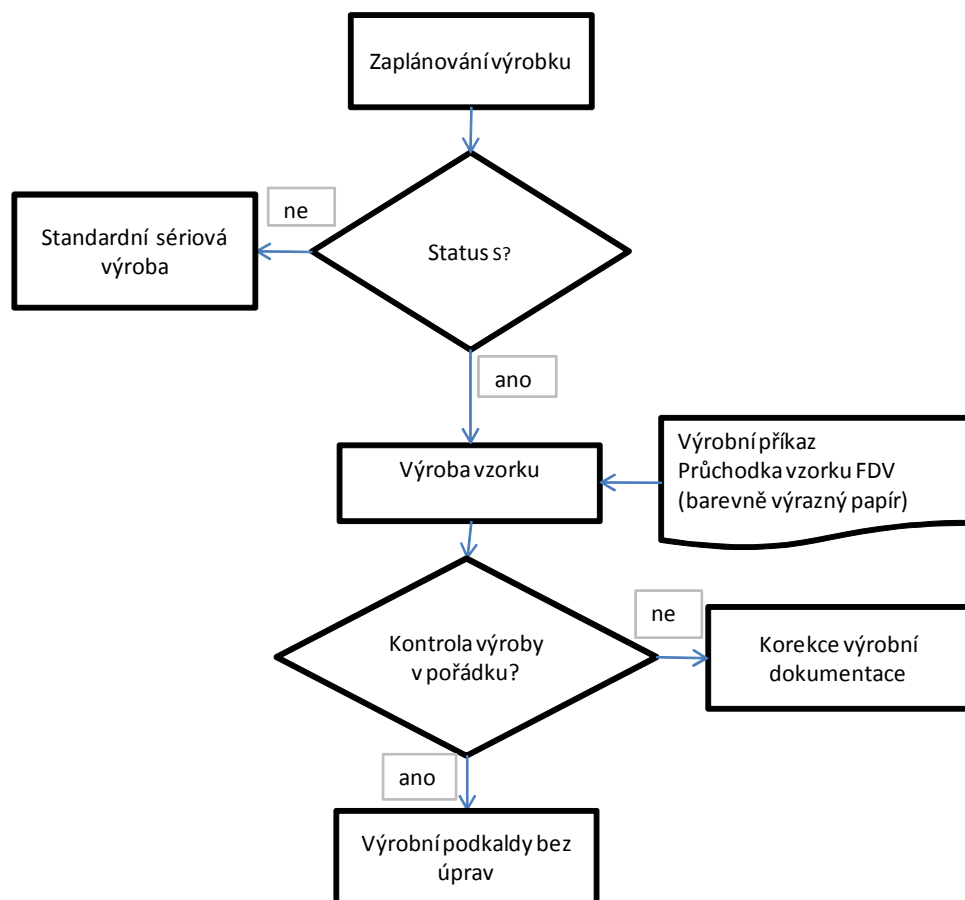 Zaplánování výrobku
ne
Standardní sériová
výroba
Status S?
ano
Výroba vzorku
Výrobní příkaz
Průchodka vzorku FDV
(barevně výrazný papír)
Kontrola výroby
v pořádku?
ne
Korekce výrobní
dokumentace
ano
Výrobní podkaldy bez
úprav